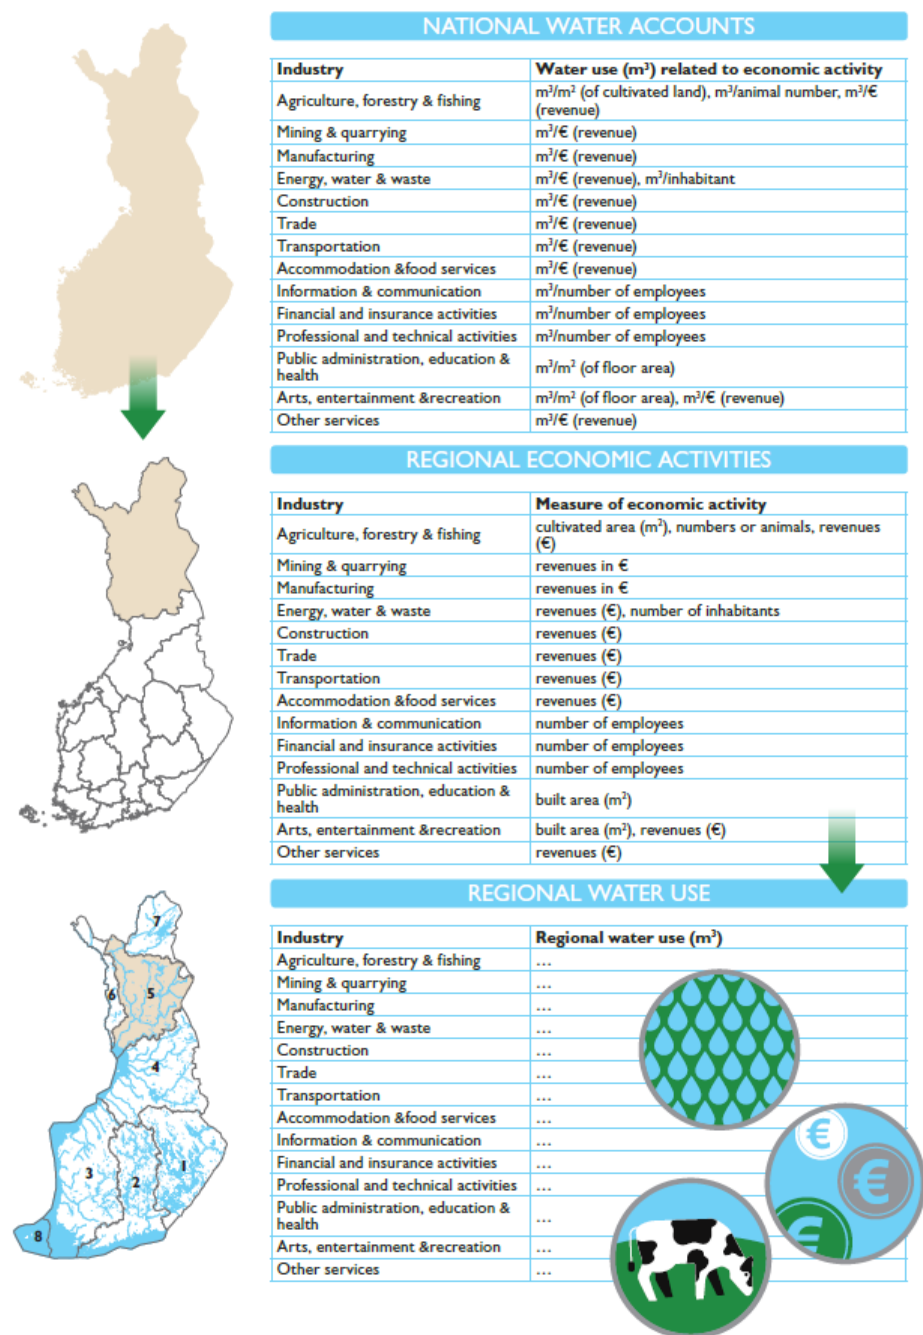 NATIONAL WATER ACCOUNTS
Industry Water use (m³) related to economic activity
Agriculture, forestry & fishing m³/m² (of cultivated land), m³/animal number, m³/€
(revenue)
Mining & quarrying m³/€ (revenue)
Manufacturing m³/€ (revenue)
Energy, water & waste m³/€ (revenue), m³/inhabitant
Construction m³/€ (revenue)
Trade m³/€ (revenue)
Transportation m³/€ (revenue)
Accommodation &food services m³/€ (revenue)
Information & communication m³/number of employees
Financial and insurance activities m³/number of employees
Professional and technical activities m³/number of employees
Public administration, education &
health m³/m² (of floor area)
Arts, entertainment &recreation m³/m² (of floor area), m³/€ (revenue)
Other services m³/€ (revenue)
REGIONAL ECONOMIC ACTIVITIES
Industry Measure of economic activity
Agriculture, forestry & fishing cultivated area (m²), numbers or animals, revenues
(€)
Mining & quarrying revenues in €
Manufacturing revenues in €
Energy, water & waste revenues (€), number of inhabitants
Construction revenues (€)
Trade revenues (€)
Transportation revenues (€)
Accommodation &food services revenues (€)
Information & communication number of employees
Financial and insurance activities number of employees
Professional and technical activities number of employees
Public administration, education &
health built area (m²)
Arts, entertainment &recreation built area (m²), revenues (€)
Other services revenues (€)
REGIONAL WATER USE
Industry Regional water use (m³)
Agriculture, forestry & fishing …
Mining & quarrying …
Manufacturing …
Energy, water & waste …
Construction …
Trade …
Transportation …
Accommodation &food services …
Information & communication …
Financial and insurance activities …
Professional and technical activities …
Public administration, education &
health …
Arts, entertainment &recreation …
Other services …
7
6
5
4
3
2
1
8
€
€
€